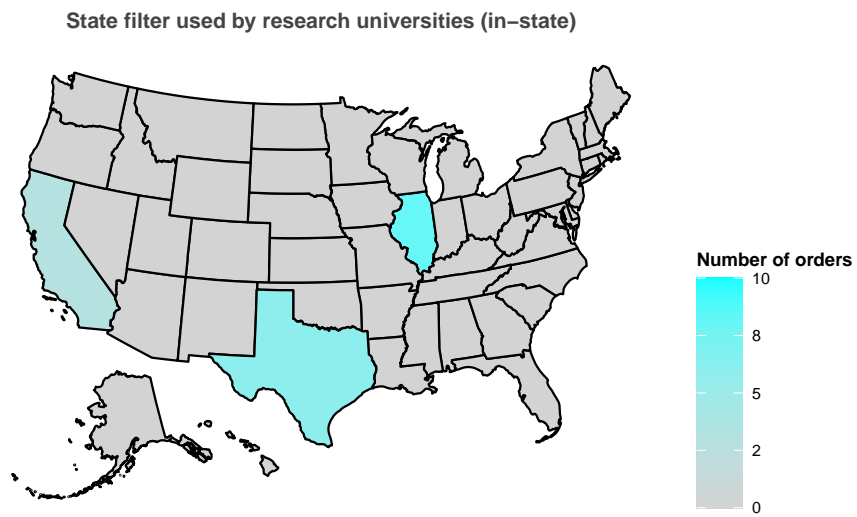 State filter used by research universities (in−state)
Number of orders
10
8
5
2
0